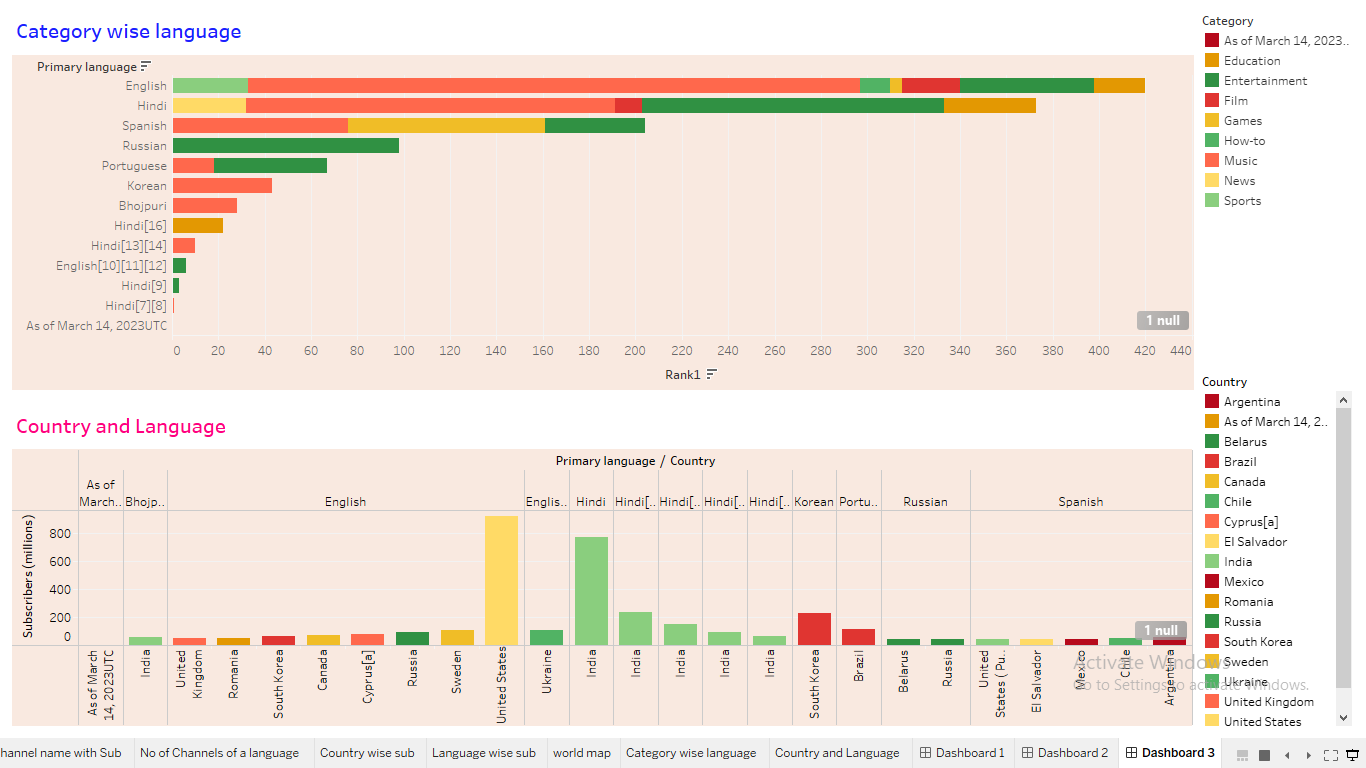 Category wise language
Primary language
English
Hindi
Spanish
Russian
Portuguese
Korean
Bhojpuri
Hindi[16]
Hindi[13][14]
English[10][11][12]
Hindi[9]
Hindi[7][8]
As of March 14, 2023UTC
1 null
0 20 40 60 80 100 120 140 160 180 200 220 240 260 280 300 320 340 360 380 400 420 440
Rank1
Category
As of March 14, 2023..
Education
Entertainment
Film
Games
How-to
Music
News
Sports
Country and Language
Primary language / Country
As of
March.. Bhojp.. English Englis.. Hindi Hindi[.. Hindi[.. Hindi[.. Hindi[.. Korean Portu.. Russian Spanish
Subscribers (millions)
800
600
400
200
0
1 null
As of March
14, 2023UTC
India
United
Kingdom
Romania
South Korea
Canada
Cyprus[a]
Russia
Sweden
United States
Ukraine
India
India
India
India
India
South Korea
Brazil
Belarus
Russia
United
States ( Pu..
El Salvador
Mexico
Chile
Argentina
Country
Argentina
As of March 14, 2..
Belarus
Brazil
Canada
Chile
Cyprus[a]
El Salvador
India
Mexico
Romania
Russia
South Korea
Sweden
Ukraine
United Kingdom
United States
Activate Windows
Go to Settings to activate Windows.
hannel name with Sub No of Channels of a language Country wise sub Language wise sub world map Category wise language Country and Language Dashboard 1 Dashboard 2 Dashboard 3